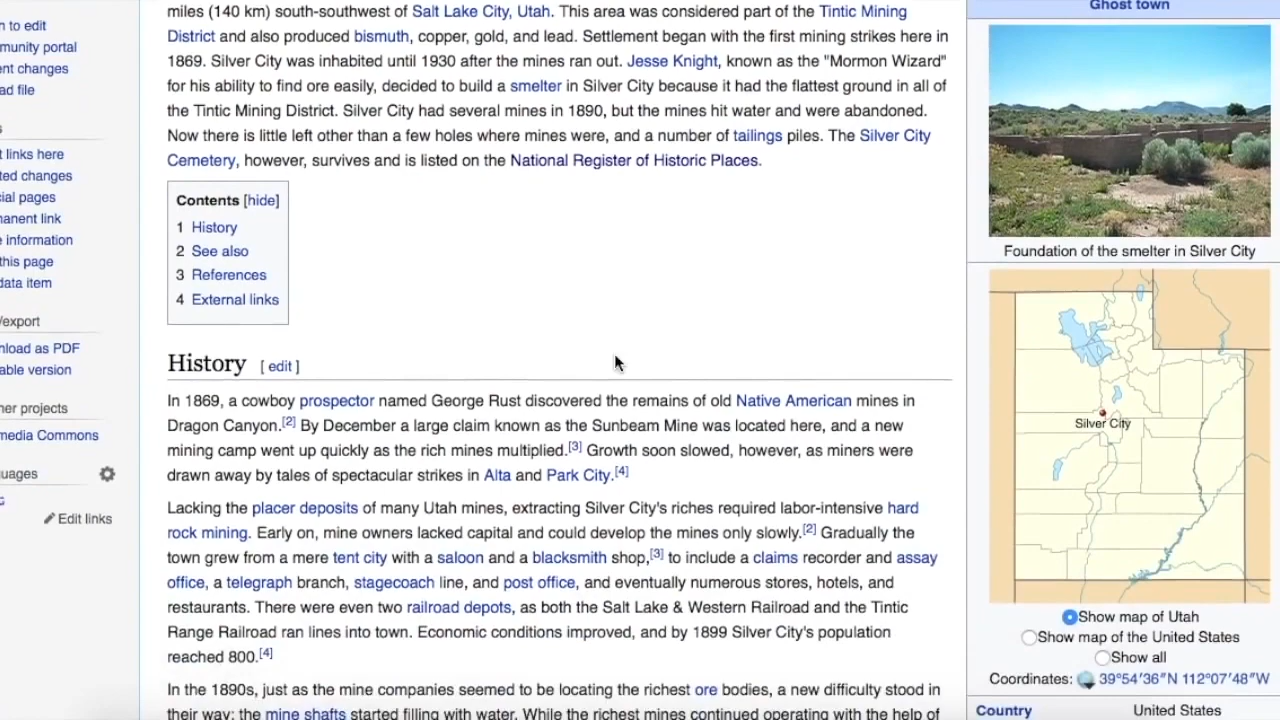 miles (140 km) south-southwest of Salt Lake City, Utah. This area was considered part of the Tintic Mining
District and also produced bismuth, copper, gold, and lead. Settlement began with the first mining strikes here in
1869. Silver City was inhabited until 1930 after the mines ran out. Jesse Knight, known as the "Mormon Wizard"
for his ability to find ore easily, decided to build a smelter in Silver City because it had the flattest ground in all of
the Tintic Mining District. Silver City had several mines in 1890, but the mines hit water and were abandoned.
Now there is little left other than a few holes where mines were, and a number of tailings piles. The Silver City
Cemetery, however, survives and is listed on the National Register of Historic Places.
Contents [hide]
1 History
2 See also
3 References
4 External links
History [ edit ]
In 1869, a cowboy prospector named George Rust discovered the remains of old Native American mines in
Dragon Canyon.[2] By December a large claim known as the Sunbeam Mine was located here, and a new
mining camp went up quickly as the rich mines multiplied.[3] Growth soon slowed, however, as miners were
drawn away by tales of spectacular strikes in Alta and Park City.[4]
Lacking the placer deposits of many Utah mines, extracting Silver City's riches required labor-intensive hard
rock mining. Early on, mine owners lacked capital and could develop the mines only slowly.[2] Gradually the
town grew from a mere tent city with a saloon and a blacksmith shop,[3] to include a claims recorder and assay
office, a telegraph branch, stagecoach line, and post office, and eventually numerous stores, hotels, and
restaurants. There were even two railroad depots, as both the Salt Lake & Western Railroad and the Tintic
Range Railroad ran lines into town. Economic conditions improved, and by 1899 Silver City's population
reached 800.[4]
In the 1890s, just as the mine companies seemed to be locating the richest ore bodies, a new difficulty stood in
their way: the mine shafts started filling with water. While the richest mines continued operating with the help of
n to edit
munity portal
ent changes
ad file
s
t links here
ted changes
cial pages
manent link
e information
this page
data item
/export
nload as PDF
able version
her projects
media Commons
uages
Edit links
Ghost town
Foundation of the smelter in Silver City
Silver City
Show map of Utah
Show map of the United States
Show all
Coordinates: 39°54′36″N 112°07′48″W
Country United States